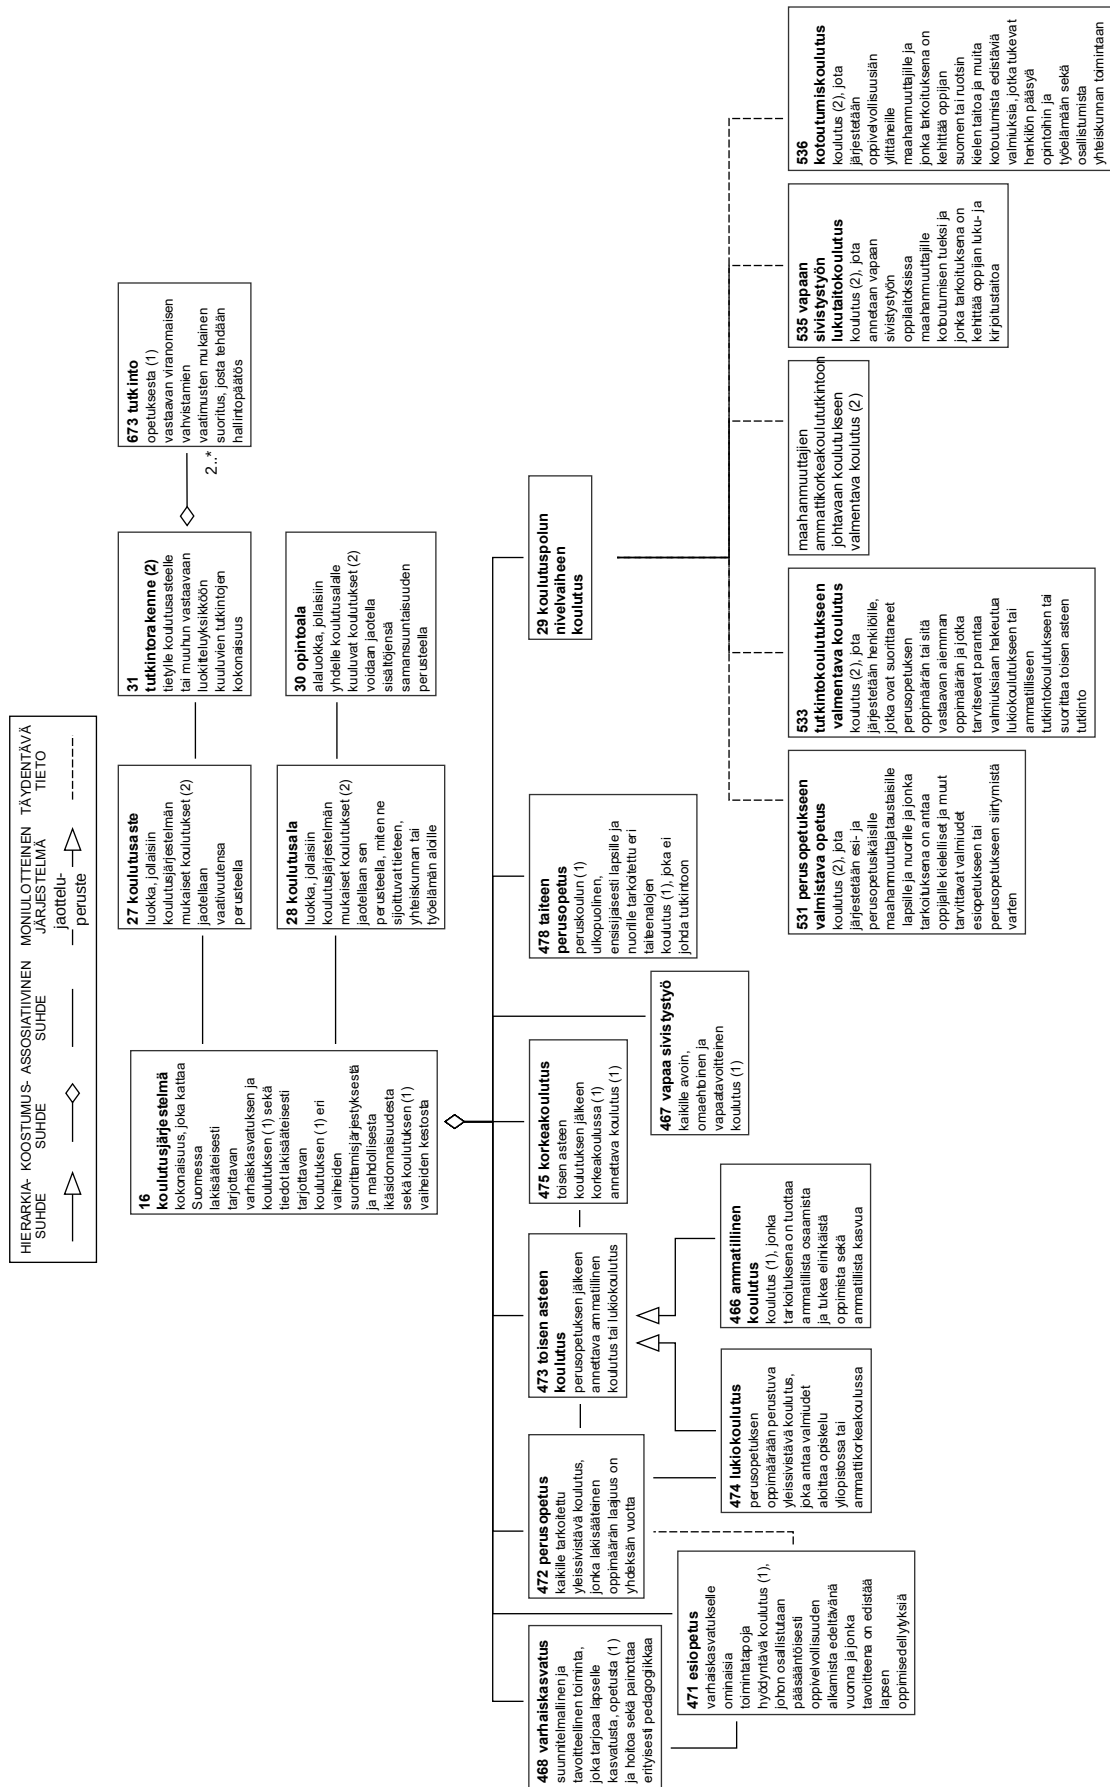 HIERARKIA- KOOSTUMUS- ASSOSIATIIVINEN MONIULOTTEINEN TÄYDENTÄVÄ
SUHDE SUHDE SUHDE JÄRJESTELMÄ TIETO
jaottelu-
peruste
16
koulutusjärjestelmä
kokonaisuus, joka kattaa
Suomessa
lakisääteisesti
tarjottavan
varhaiskasvatuksen ja
koulutuksen (1) sekä
tiedot lakisääteisesti
tarjottavan
koulutuksen (1) eri
vaiheiden
suorittamisjärjestyksestä
ja mahdollisesta
ikäsidonnaisuudesta
sekä koulutuksen (1)
vaiheiden kestosta
27 koulutusaste
luokka, jollaisiin
koulutusjärjestelmän
mukaiset koulutukset (2)
jaotellaan
vaativuutensa
perusteella
31
tutkintorakenne (2)
tietylle koulutusasteelle
tai muuhun vastaavaan
luokitteluyksikköön
kuuluvien tutkintojen
kokonaisuus
2..*
673 tutkinto
opetuksesta (1)
vastaavan viranomaisen
vahvistamien
vaatimusten mukainen
suoritus, josta tehdään
hallintopäätös
28 koulutusala
luokka, jollaisiin
koulutusjärjestelmän
mukaiset koulutukset (2)
jaotellaan sen
perusteella, miten ne
sijoittuvat tieteen,
yhteiskunnan tai
työelämän aloille
30 opintoala
alaluokka, jollaisiin
yhdelle koulutusalalle
kuuluvat koulutukset (2)
voidaan jaotella
sisältöjensä
samansuuntaisuuden
perusteella
468 varhaiskasvatus
suunnitelmallinen ja
tavoitteellinen toiminta,
joka tarjoaa lapselle
kasvatusta, opetusta (1)
ja hoitoa sekä painottaa
erityisesti pedagogiikkaa
472 perusopetus
kaikille tarkoitettu
yleissivistävä koulutus,
jonka lakisääteinen
oppimäärän laajuus on
yhdeksän vuotta
473 toisen asteen
koulutus
perusopetuksen jälkeen
annettava ammatillinen
koulutus tai lukiokoulutus
475 korkeakoulutus
toisen asteen
koulutuksen jälkeen
korkeakoulussa (1)
annettava koulutus (1)
478 taiteen
perusopetus
peruskoulun (1)
ulkopuolinen,
ensisijaisesti lapsille ja
nuorille tarkoitettu eri
taiteenalojen
koulutus (1), joka ei
johda tutkintoon
29 koulutuspolun
nivelvaiheen
koulutus
467 vapaa sivistystyö
kaikille avoin,
omaehtoinen ja
vapaatavoitteinen
koulutus (1)
471 esiopetus
varhaiskasvatukselle
ominaisia
toimintatapoja
hyödyntävä koulutus (1),
johon osallistutaan
pääsääntöisesti
oppivelvollisuuden
alkamista edeltävänä
vuonna ja jonka
tavoitteena on edistää
lapsen
oppimisedellytyksiä
474 lukiokoulutus
perusopetuksen
oppimäärään perustuva
yleissivistävä koulutus,
joka antaa valmiudet
aloittaa opiskelu
yliopistossa tai
ammattikorkeakoulussa
466 ammatillinen
koulutus
koulutus (1), jonka
tarkoituksena on tuottaa
ammatillista osaamista
ja tukea elinikäistä
oppimista sekä
ammatillista kasvua
531 perusopetukseen
valmistava opetus
koulutus (2), jota
järjestetään esi- ja
perusopetusikäisille
maahanmuuttajataustaisille
lapsille ja nuorille ja jonka
tarkoituksena on antaa
oppijalle kielelliset ja muut
tarvittavat valmiudet
esiopetukseen tai
perusopetukseen siirtymistä
varten
533
tutkintokoulutukseen
valmentava koulutus
koulutus (2), jota
järjestetään henkilöille,
jotka ovat suorittaneet
perusopetuksen
oppimäärän tai sitä
vastaavan aiemman
oppimäärän ja jotka
tarvitsevat parantaa
valmiuksiaan hakeutua
lukiokoulutukseen tai
ammatilliseen
tutkintokoulutukseen tai
suorittaa toisen asteen
tutkinto
maahanmuuttajien
ammattikorkeakoulututkintoon
johtavaan koulutukseen
valmentava koulutus (2)
535 vapaan
sivistystyön
lukutaitokoulutus
koulutus (2), jota
annetaan vapaan
sivistystyön
oppilaitoksissa
maahanmuuttajille
kotoutumisen tueksi ja
jonka tarkoituksena on
kehittää oppijan luku- ja
kirjoitustaitoa
536
kotoutumiskoulutus
koulutus (2), jota
järjestetään
oppivelvollisuusiän
ylittäneille
maahanmuuttajille ja
jonka tarkoituksena on
kehittää oppijan
suomen tai ruotsin
kielen taitoa ja muita
kotoutumista edistäviä
valmiuksia, jotka tukevat
henkilön pääsyä
opintoihin ja
työelämään sekä
osallistumista
yhteiskunnan toimintaan